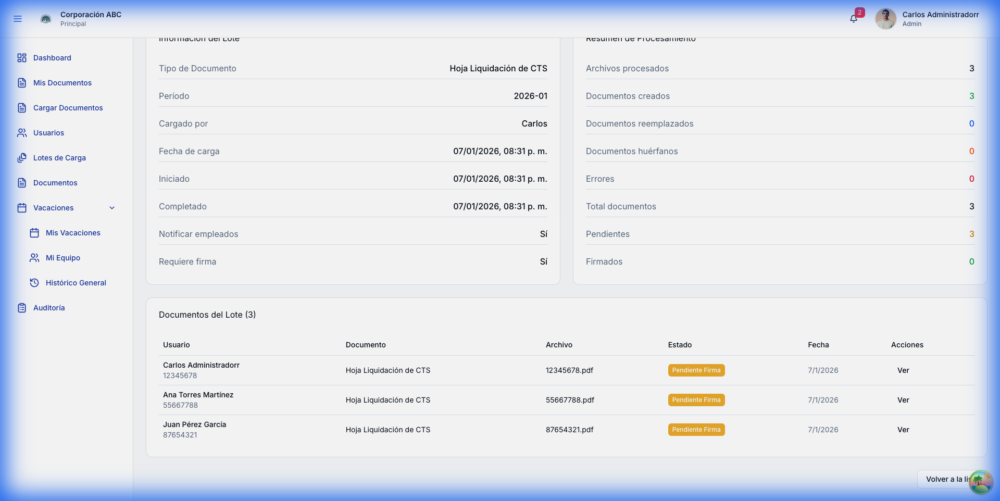 Corporación ABC
Principal
2
Carlos Administradorr
Admin
Dashboard
Mis Documentos
Cargar Documentos
Usuarios
Lotes de Carga
Documentos
Vacaciones
Mis Vacaciones
Mi Equipo
Histórico General
Auditoría
Información del Lote
Tipo de Documento Hoja Liquidación de CTS
Período 2026-01
Cargado por Carlos
Fecha de carga 07/01/2026, 08:31 p. m.
Iniciado 07/01/2026, 08:31 p. m.
Completado 07/01/2026, 08:31 p. m.
Notificar empleados Sí
Requiere firma Sí
Resumen de Procesamiento
Archivos procesados 3
Documentos creados 3
Documentos reemplazados 0
Documentos huérfanos 0
Errores 0
Total documentos 3
Pendientes 3
Firmados 0
Documentos del Lote (3)
Usuario Documento Archivo Estado Fecha Acciones
Carlos Administradorr
12345678
Hoja Liquidación de CTS 12345678.pdf Pendiente Firma 7/1/2026 Ver
Ana Torres Martínez
55667788
Hoja Liquidación de CTS 55667788.pdf Pendiente Firma 7/1/2026 Ver
Juan Pérez García
87654321
Hoja Liquidación de CTS 87654321.pdf Pendiente Firma 7/1/2026 Ver
Volver a la